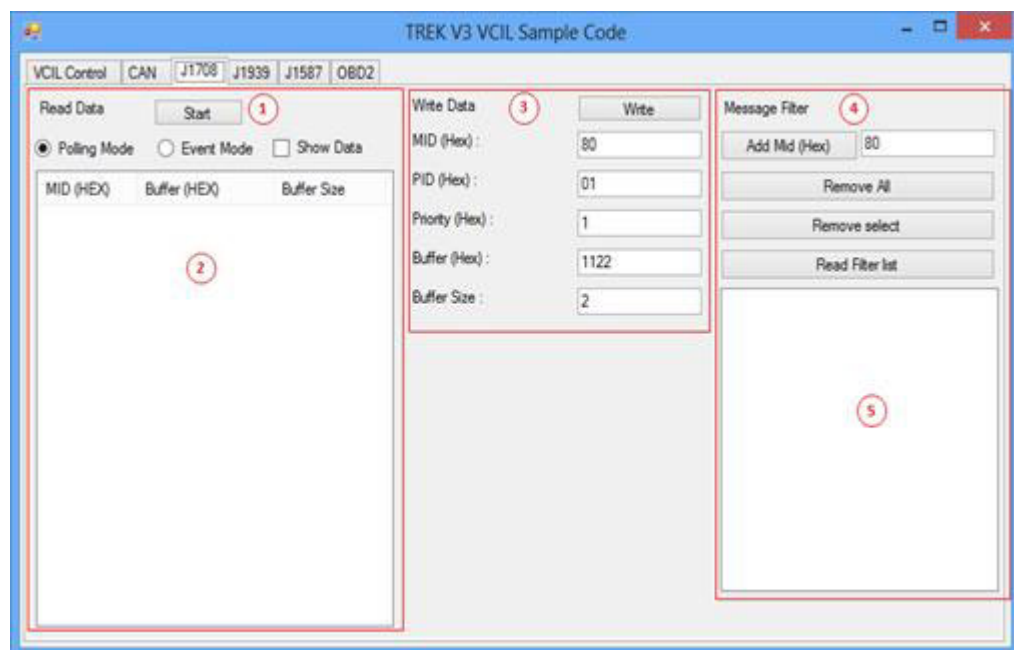 TREK V3 VCIL Sample Code
VCIL Control CAN J1708 J1939 J1587 OBD2
Read Data Start 1
Polling Mode Event Mode Show Data
MID (HEX) Buffer (HEX) Buffer Size
2
Write Data 3 Write
MID (Hex) : 80
PID (Hex) : 01
Priority (Hex) : 1
Buffer (Hex) : 1122
Buffer Size : 2
Message Filter 4
Add Mid (Hex) 80
Remove All
Remove select
Read Filter list
5